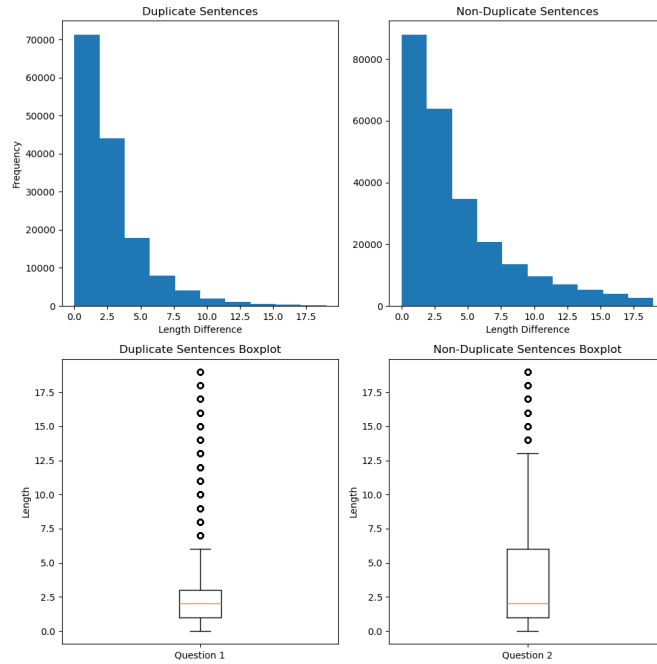 Duplicate Sentences
70000
60000
50000
40000
30000
20000
10000
0
Frequency
0.0 2.5 5.0 7.5 10.0 12.5 15.0 17.5
Length Difference
Non-Duplicate Sentences
80000
60000
40000
20000
0
0.0 2.5 5.0 7.5 10.0 12.5 15.0 17.5
Length Difference
Duplicate Sentences Boxplot
17.5
15.0
12.5
10.0
7.5
5.0
2.5
0.0
Length
Question 1
Non-Duplicate Sentences Boxplot
17.5
15.0
12.5
10.0
7.5
5.0
2.5
0.0
Length
Question 2